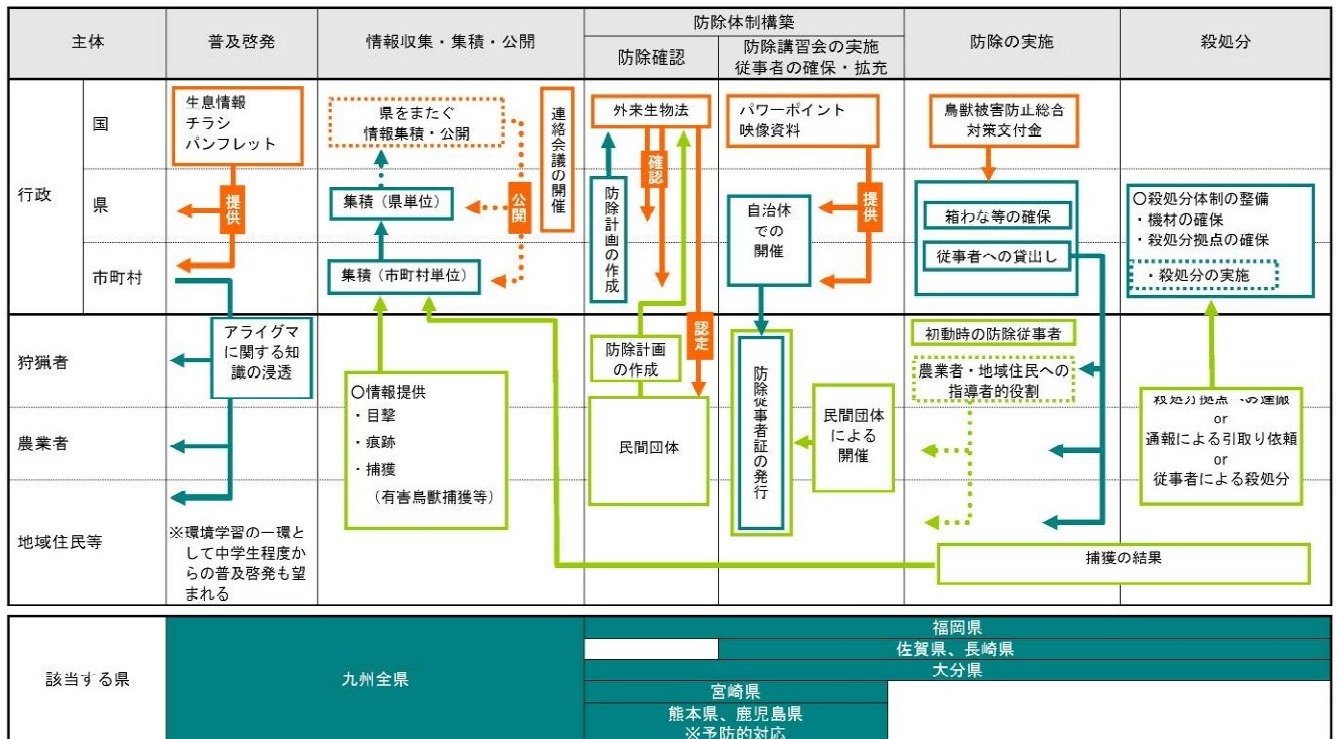 主体
普及啓発
情報収集・集積・公開
防除体制構築
防除確認
防除講習会の実施
従事者の確保・拡充
防除の実施
殺処分
行政
国
県
市町村
狩猟者
農業者
地域住民等
生息情報
チラシ
パンフレット
提供
アライグマ
に関する知
識の浸透
※環境学習の一環と
して中学生程度か
らの普及啓発も望
まれる
県をまたぐ
情報集積・公開
集積（県単位）
集積（市町村単位）
公開
連絡会議の開催
〇情報提供
・目撃
・痕跡
・捕獲
（有害鳥獣捕獲等）
外来生物法
確認
防除計画の作成
認定
防除計画
の作成
民間団体
パワーポイント
映像資料
提供
自治体
での
開催
防除従事者証の発行
民間団体
による
開催
鳥獣被害防止総合
対策交付金
箱わな等の確保
従事者への貸出し
初動時の防除従事者
農業者・地域住民への
指導者的役割
〇殺処分体制の整備
・機材の確保
・殺処分拠点の確保
・殺処分の実施
殺処分拠点への運搬
or
通報による引取り依頼
or
従事者による殺処分
捕獲の結果
該当する県
九州全県
福岡県
佐賀県、長崎県
大分県
宮崎県
熊本県、鹿児島県
※予防的対応